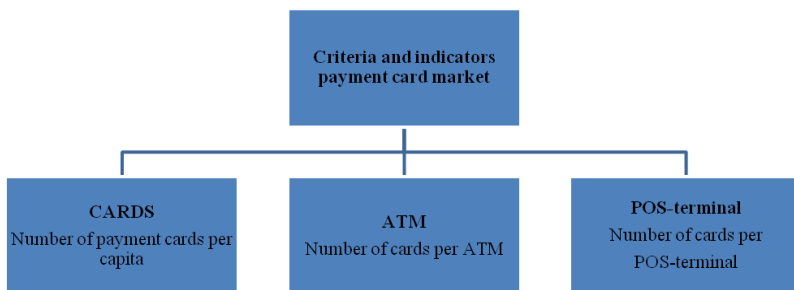 Criteria and indicators
payment card market
CARDS
Number of payment cards per
capita
ATM
Number of cards per ATM
POS-terminal
Number of cards per
POS-terminal